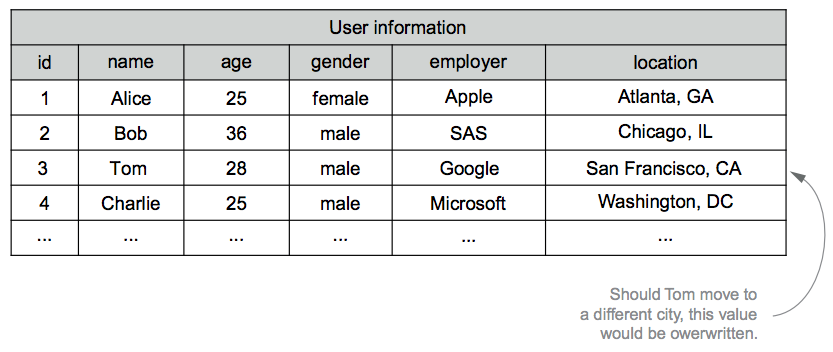 User information
id name age gender employer location
1 Alice 25 female Apple Atlanta, GA
2 Bob 36 male SAS Chicago, IL
3 Tom 28 male Google San Francisco, CA
4 Charlie 25 male Microsoft Washington, DC
... ... ... ... ... ...
Should Tom move to
a different city, this value
would be owerwritten.